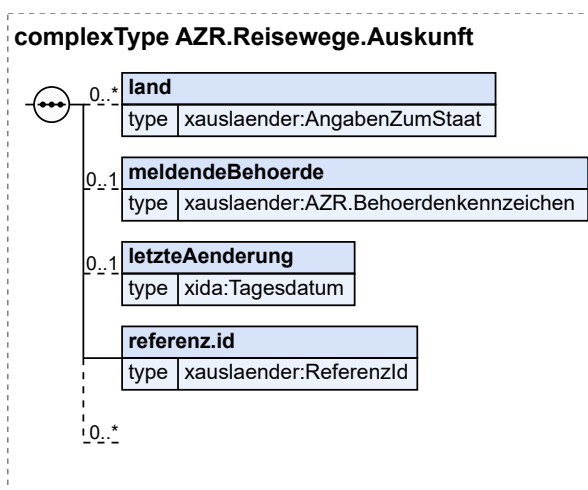 complexType AZR.Reisewege.Auskunft
0..* land
type xauslaender:AngabenZumStaat
0..1 meldendeBehoerde
type xauslaender:AZR.Behoerdenkennzeichen
0..1 letzteAenderung
type xida:Tagesdatum
referenz.id
type xauslaender:ReferenzId
0..*